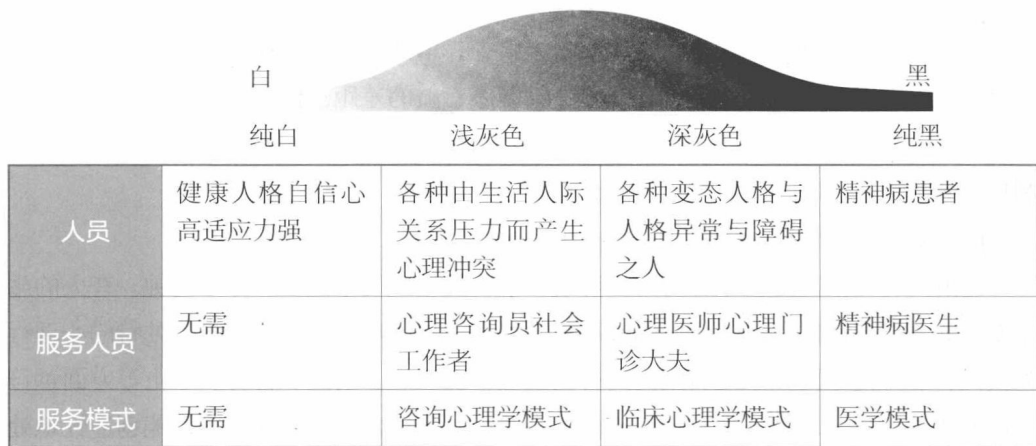 白
黑
纯白
浅灰色
深灰色
纯黑
人员
健康人格自信心
高适应力强
各种由生活人际
关系压力而产生
心理冲突
各种变态人格与
人格异常与障碍
之人
精神病患者
服务人员
无需
心理咨询员社会
工作者
心理医师心理门
诊大夫
精神病医生
服务模式
无需
咨询心理学模式
临床心理学模式
医学模式